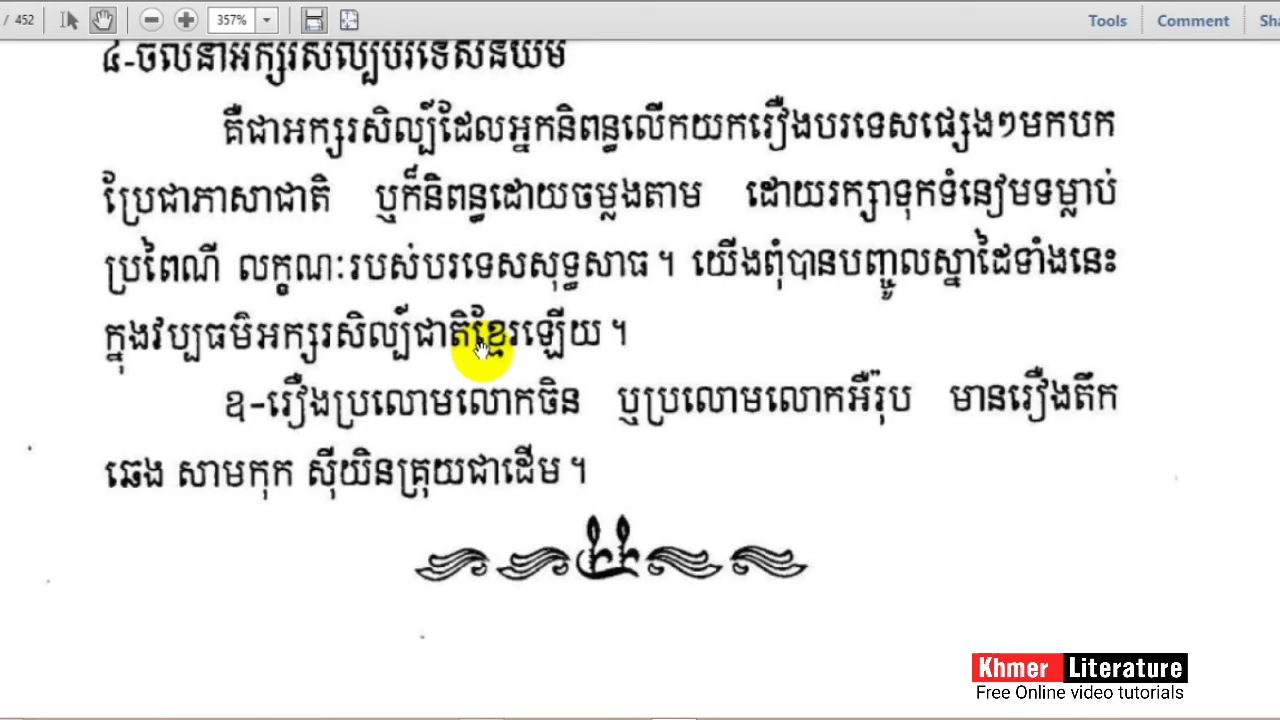 / 452
357%
Tools
Comment
៤-ចលនាអក្សរសិល្ប៍បរទេសនិយម
គឺជាអក្សរសិល្ប៍ដែលអ្នកនិពន្ធលើកយករឿងបរទេសផ្សេងៗមកបក
ប្រែជាភាសាជាតិ ឬក៏និពន្ធដោយចម្លងតាម ដោយរក្សាទុកទំនៀមទម្លាប់
ប្រពៃណី លក្ខណៈរបស់បរទេសសុទ្ធសាធ។ យើងពុំបានបញ្ចូលស្នាដៃទាំងនេះ
ក្នុងវប្បធម៌អក្សរសិល្ប៍ជាតិខ្មែរឡើយ។
ឧ-រឿងប្រលោមលោកចិន ឬប្រលោមលោកអឺរ៉ុប មានរឿងតឹក
ឆេង សាមកុក ស៊ីយិនគ្រុយជាដើម។
Khmer Literature
Free Online video tutorials